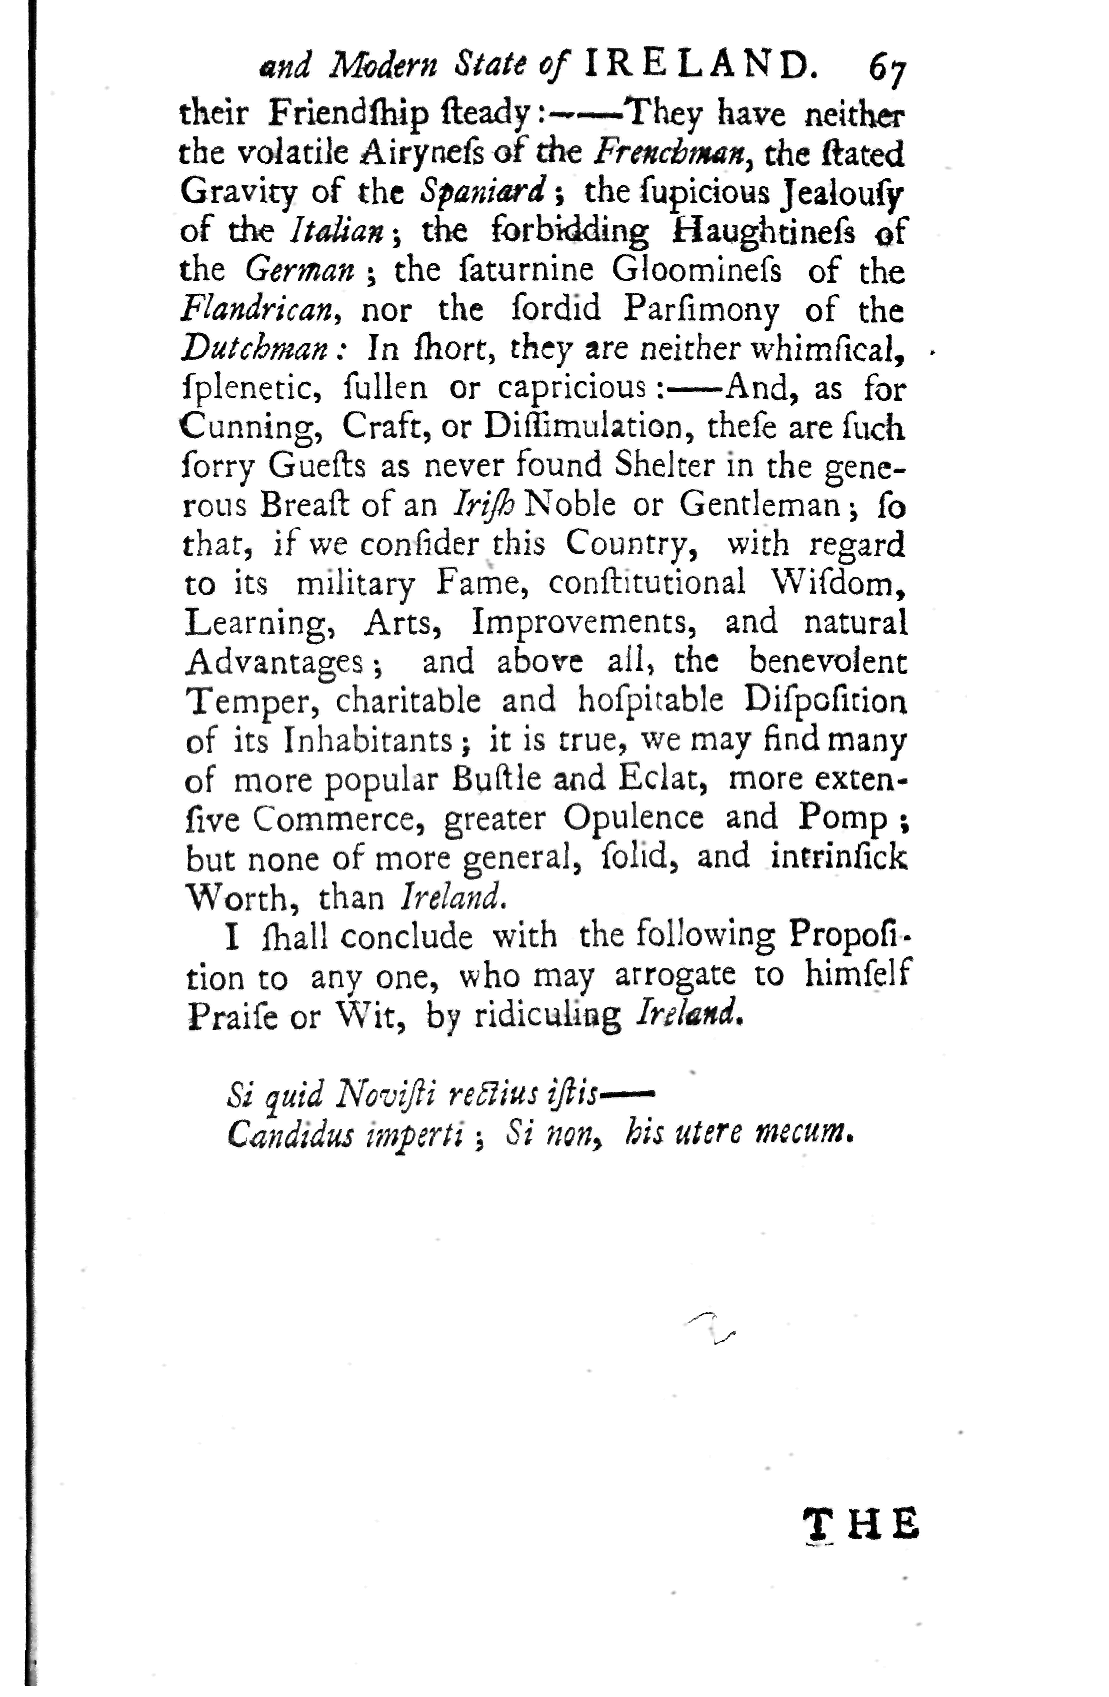 and Modern State of IRELAND. 67
their Friendſhip ſteady:——They have neither
the volatile Airyneſs of the Frenchman, the ſtated
Gravity of the Spaniard; the ſupicious Jealouſy
of the Italian; the forbidding Haughtineſs of
the German; the ſaturnine Gloomineſs of the
Flandrican, nor the ſordid Parſimony of the
Dutchman: In ſhort, they are neither whimſical,
ſplenetic, ſullen or capricious:——And, as for
Cunning, Craft, or Diſſimulation, theſe are ſuch
ſorry Gueſts as never found Shelter in the gene-
rous Breaſt of an Iriſh Noble or Gentleman; ſo
that, if we conſider this Country, with regard
to its military Fame, conſtitutional Wiſdom,
Learning, Arts, Improvements, and natural
Advantages; and above all, the benevolent
Temper, charitable and hoſpitable Diſpoſition
of its Inhabitants; it is true, we may find many
of more popular Buſtle and Eclat, more exten-
ſive Commerce, greater Opulence and Pomp;
but none of more general, ſolid, and intrinſick
Worth, than Ireland.
I ſhall conclude with the following Propoſi-
tion to any one, who may arrogate to himſelf
Praiſe or Wit, by ridiculing Ireland.
Si quid Noviſti rectius iſtis——
Candidus imperti; Si non, his utere mecum.
THE